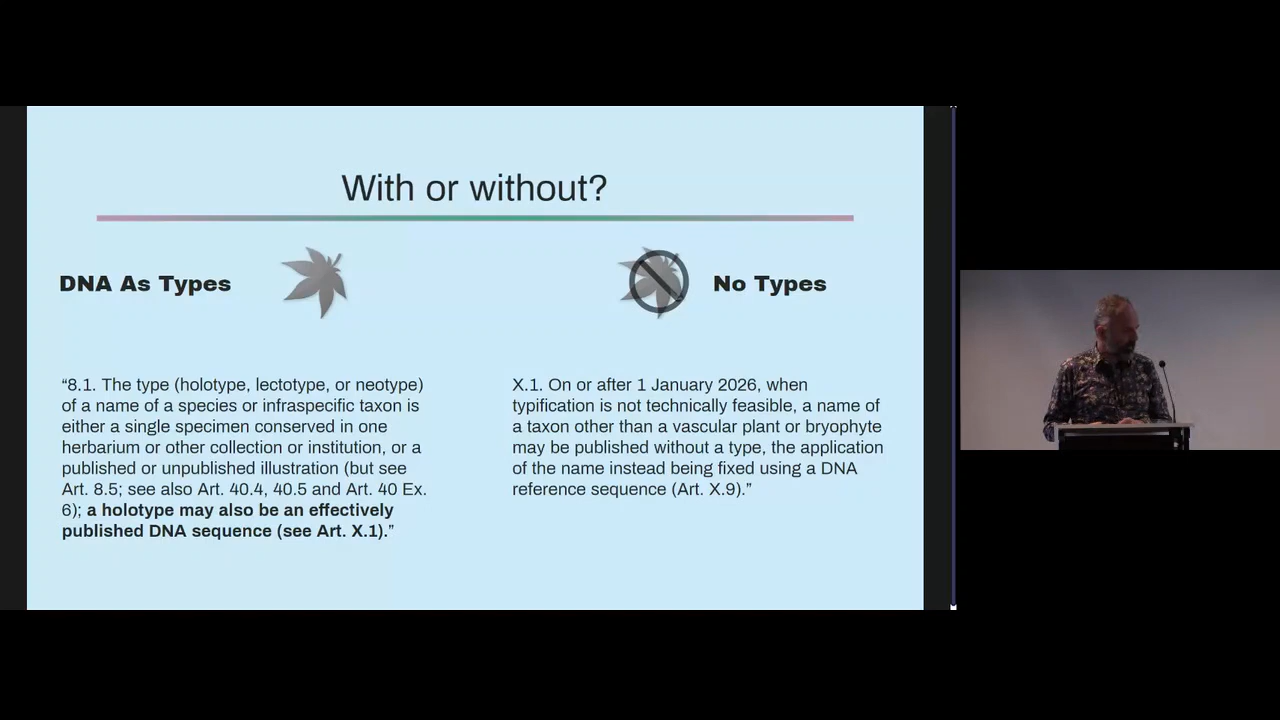 With or without?
DNA As Types
No Types
“8.1. The type (holotype, lectotype, or neotype)
of a name of a species or infraspecific taxon is
either a single specimen conserved in one
herbarium or other collection or institution, or a
published or unpublished illustration (but see
Art. 8.5; see also Art. 40.4, 40.5 and Art. 40 Ex.
6); a holotype may also be an effectively
published DNA sequence (see Art. X.1).”
X.1. On or after 1 January 2026, when
typification is not technically feasible, a name of
a taxon other than a vascular plant or bryophyte
may be published without a type, the application
of the name instead being fixed using a DNA
reference sequence (Art. X.9).”